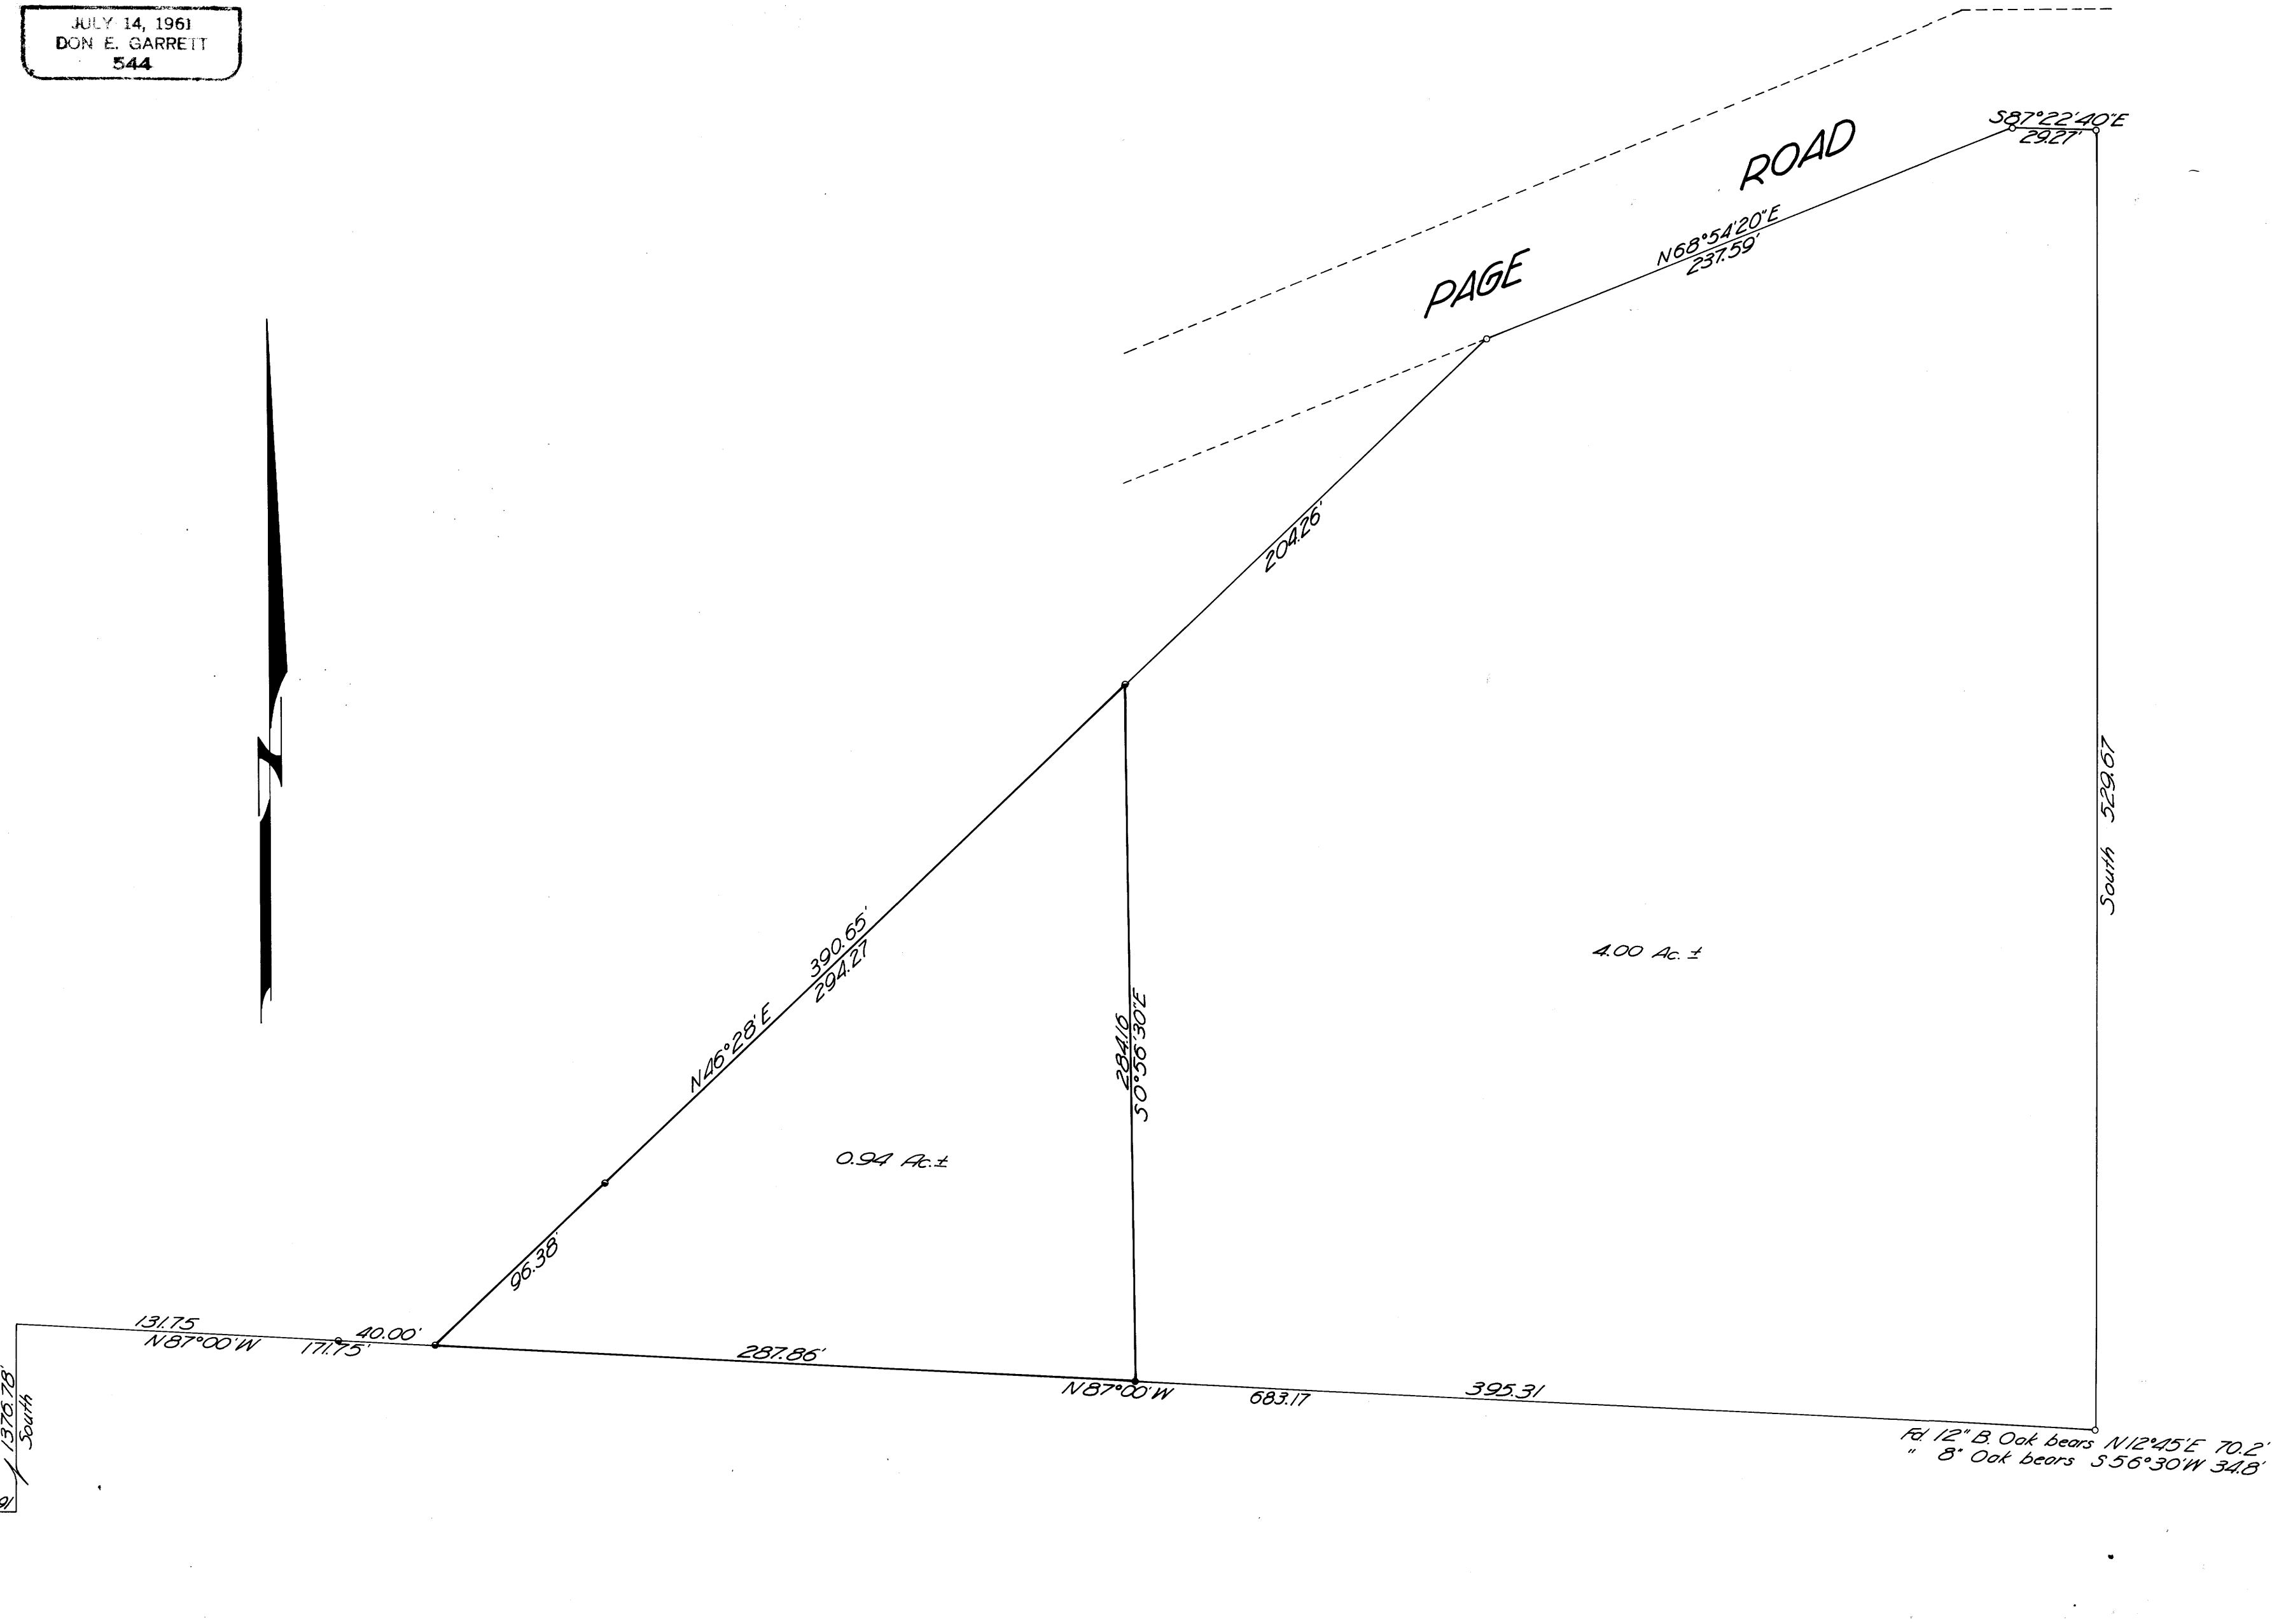 JULY 14, 1961
DON E. GARRETT
544
S87°22'40"E
29.27'
ROAD
N68°54'20"E
237.59'
PAGE
204.26'
South 529.67
390.65'
294.27
4.00 Ac. ±
N46°28'E
284.16
S0°56'30"E
0.94 Ac.±
96.38'
131.75
40.00'
N87°00'W
171.75'
287.86'
N87°00'W
683.17
395.31
1376.78'
South
Fd. 12" B. Oak bears N12°45'E 70.2'
" 8" Oak bears S56°30'W 34.8'